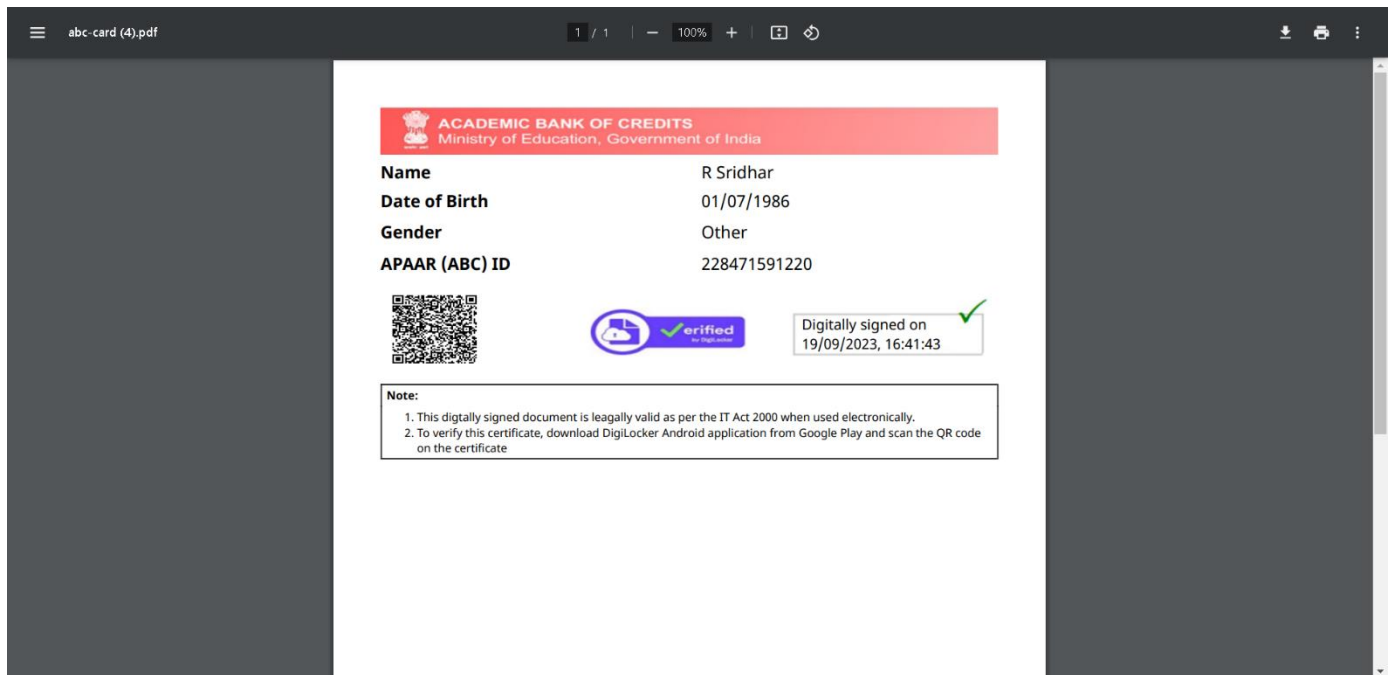 abc-card (4).pdf
1 / 1
100%
ACADEMIC BANK OF CREDITS
Ministry of Education, Government of India
Name R Sridhar
Date of Birth 01/07/1986
Gender Other
APAAR (ABC) ID 228471591220
erified
by DigiLocker
Digitally signed on
19/09/2023, 16:41:43
Note:
1. This digtally signed document is leagally valid as per the IT Act 2000 when used electronically.
2. To verify this certificate, download DigiLocker Android application from Google Play and scan the QR code
on the certificate